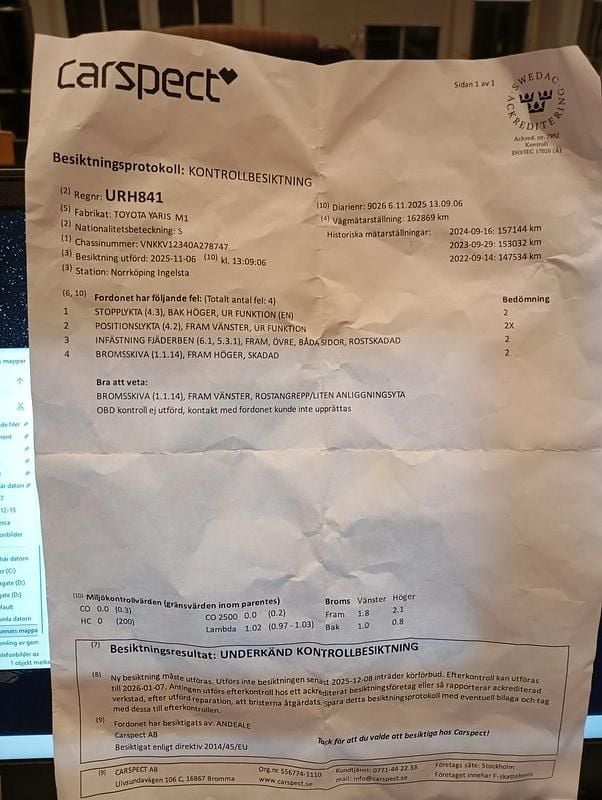 carspect
Sidan 1 av 1
SWEDAC
ACKREDITERING
Ackred. nr. 7952
Kontroll
ISO/IEC 17020 (A)
Besiktningsprotokoll: KONTROLLBESIKTNING
(2) Regnr: URH841
(5) Fabrikat: TOYOTA YARIS M1
(2) Nationalitetsbeteckning: S
(1) Chassinummer: VNKKV12340A278747
(3) Besiktning utförd: 2025-11-06 (10) kl. 13:09:06
(3) Station: Norrköping Ingelsta
(10) Diarienr: 9026 6.11.2025 13.09.06
(4) Vägmätarställning: 162869 km
Historiska mätarställningar: 2024-09-16: 157144 km
2023-09-29: 153032 km
2022-09-14: 147534 km
(6, 10) Fordonet har följande fel: (Totalt antal fel: 4) Bedömning
1 STOPPLYKTA (4.3), BAK HÖGER, UR FUNKTION (EN) 2
2 POSITIONSLYKTA (4.2), FRAM VÄNSTER, UR FUNKTION 2X
3 INFÄSTNING FJÄDERBEN (6.1, 5.3.1), FRAM, ÖVRE, BÅDA SIDOR, ROSTSKADAD 2
4 BROMSSKIVA (1.1.14), FRAM HÖGER, SKADAD 2
Bra att veta:
BROMSSKIVA (1.1.14), FRAM VÄNSTER, ROSTANGREPP/LITEN ANLIGGNINGSYTA
OBD kontroll ej utförd, kontakt med fordonet kunde inte upprättas
(10) Miljökontrollvärden (gränsvärden inom parentes)
CO 0.0 (0.3) CO 2500 0.0 (0.2)
HC 0 (200) Lambda 1.02 (0.97 - 1.03)
Broms Vänster Höger
Fram 1.8 2.1
Bak 1.0 0.8
(7) Besiktningsresultat: UNDERKÄND KONTROLLBESIKTNING
(8) Ny besiktning måste utföras. Utförs inte besiktningen senast 2025-12-08 inträder körförbud. Efterkontroll kan utföras
till 2026-01-07. Antingen utförs efterkontroll hos ett ackrediterat besiktningsföretag eller så rapporterar ackrediterad
verkstad, efter utförd reparation, att bristerna åtgärdats. Spara detta besiktningsprotokoll med eventuell bilaga och tag
med dessa till efterkontrollen.
(9) Fordonet har besiktigats av: ANDEALE
Carspect AB
Besiktigat enligt direktiv 2014/45/EU
Tack för att du valde att besiktiga hos Carspect!
(9) CARSPECT AB
Ulvsundavägen 106 C, 16867 Bromma
Org.nr 556774-1110
www.carspect.se
Kundtjänst: 0771-44 22 33
mail: info@carspect.se
Företags säte: Stockholm
Företaget innehar F-skattebevis